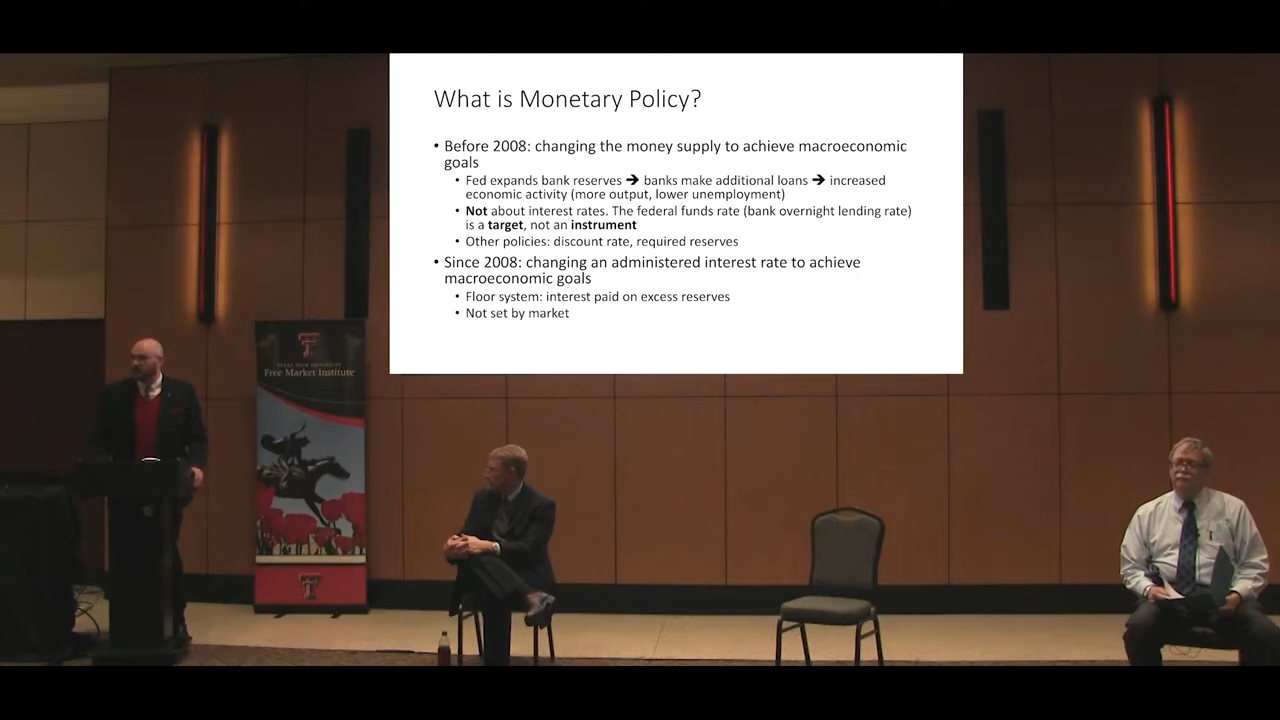 What is Monetary Policy?
• Before 2008: changing the money supply to achieve macroeconomic
goals
• Fed expands bank reserves ➔ banks make additional loans ➔ increased
economic activity (more output, lower unemployment)
• Not about interest rates. The federal funds rate (bank overnight lending rate)
is a target, not an instrument
• Other policies: discount rate, required reserves
• Since 2008: changing an administered interest rate to achieve
macroeconomic goals
• Floor system: interest paid on excess reserves
• Not set by market
TEXAS TECH UNIVERSITY
Free Market Institute